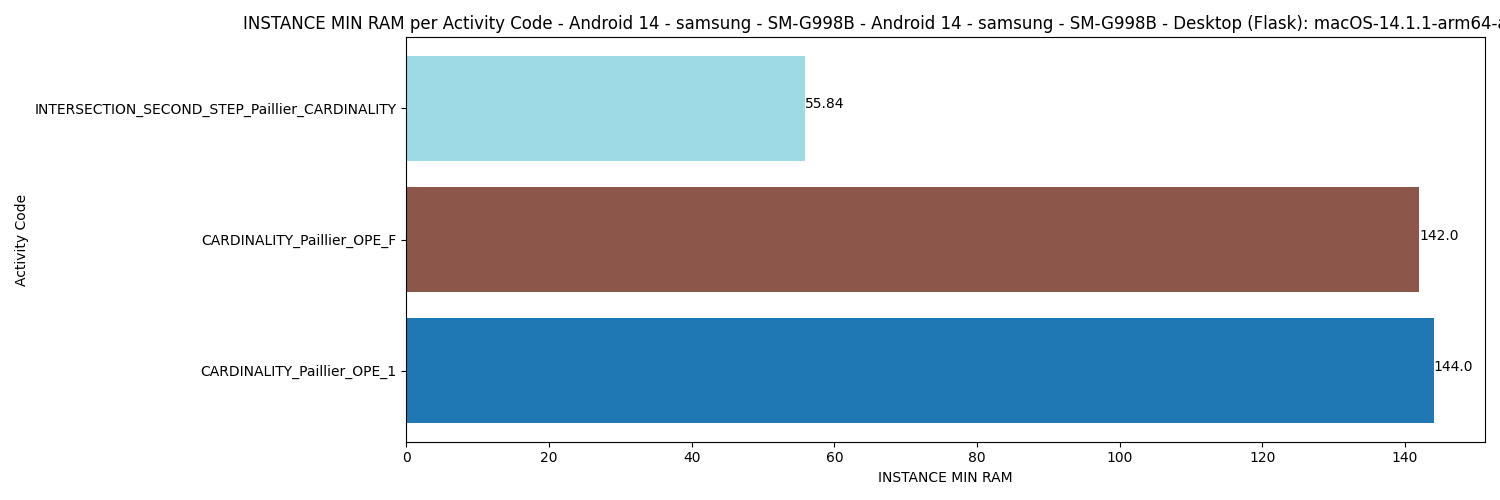 INSTANCE MIN RAM per Activity Code - Android 14 - samsung - SM-G998B - Android 14 - samsung - SM-G998B - Desktop (Flask): macOS-14.1.1-arm64-a
INTERSECTION_SECOND_STEP_Paillier_CARDINALITY
55.84
CARDINALITY_Paillier_OPE_F
142.0
CARDINALITY_Paillier_OPE_1
144.0
Activity Code
0 20 40 60 80 100 120 140
INSTANCE MIN RAM